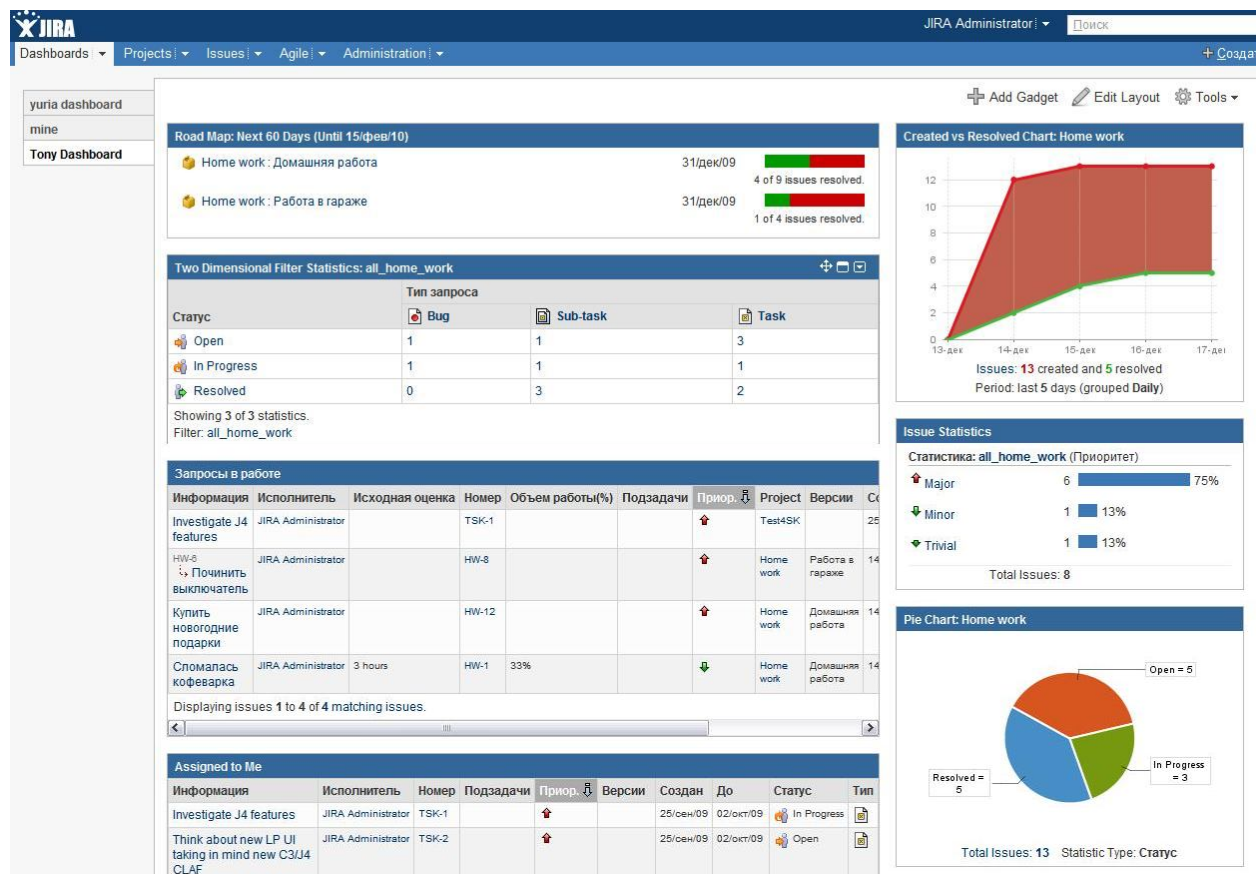 JIRA
JIRA Administrator
Поиск
Dashboards Projects Issues Agile Administration
+ Создат
yuria dashboard
mine
Tony Dashboard
Add Gadget Edit Layout Tools
Road Map: Next 60 Days (Until 15/фев/10)
Home work : Домашняя работа 31/дек/09
4 of 9 issues resolved.
Home work : Работа в гараже 31/дек/09
1 of 4 issues resolved.
Two Dimensional Filter Statistics: all_home_work
Тип запроса
Статус Bug Sub-task Task
Open 1 1 3
In Progress 1 1 1
Resolved 0 3 2
Showing 3 of 3 statistics.
Filter: all_home_work
Запросы в работе
Информация Исполнитель Исходная оценка Номер Объем работы(%) Подзадачи Приор. Project Версии Со
Investigate J4 JIRA Administrator TSK-1 Test4SK 25
features
HW-6 JIRA Administrator HW-8 Home Работа в 14
Починить work гараже
выключатель
Купить JIRA Administrator HW-12 Home Домашняя 14
новогодние work работа
подарки
Сломалась JIRA Administrator 3 hours HW-1 33% Home Домашняя 14
кофеварка work работа
Displaying issues 1 to 4 of 4 matching issues.
Assigned to Me
Информация Исполнитель Номер Подзадачи Приор. Версии Создан До Статус Тип
Investigate J4 features JIRA Administrator TSK-1 25/сен/09 02/окт/09 In Progress
Think about new LP UI JIRA Administrator TSK-2 25/сен/09 02/окт/09 Open
taking in mind new C3/J4
CLAF
Created vs Resolved Chart: Home work
12
10
8
6
4
2
0
13-дек 14-дек 15-дек 16-дек 17-дек
Issues: 13 created and 5 resolved
Period: last 5 days (grouped Daily)
Issue Statistics
Статистика: all_home_work (Приоритет)
Major 6 75%
Minor 1 13%
Trivial 1 13%
Total Issues: 8
Pie Chart: Home work
Open = 5
In Progress
= 3
Resolved =
5
Total Issues: 13 Statistic Type: Статус